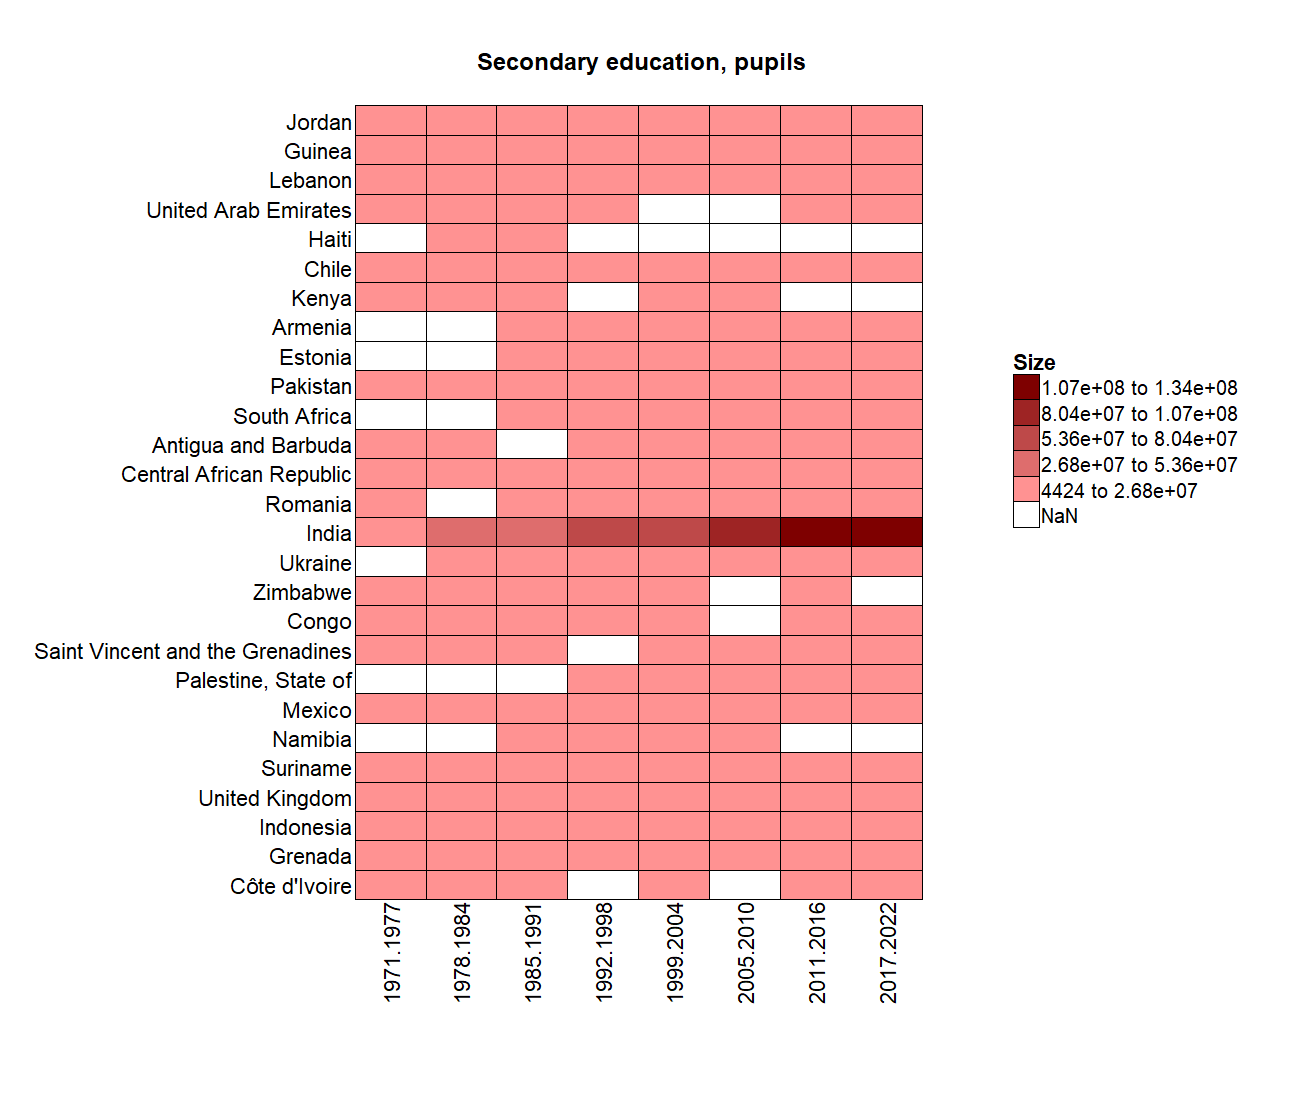 Secondary education, pupils
Jordan
Guinea
Lebanon
United Arab Emirates
Haiti
Chile
Kenya
Armenia
Estonia
Pakistan
South Africa
Antigua and Barbuda
Central African Republic
Romania
India
Ukraine
Zimbabwe
Congo
Saint Vincent and the Grenadines
Palestine, State of
Mexico
Namibia
Suriname
United Kingdom
Indonesia
Grenada
Côte d'Ivoire
1971.1977
1978.1984
1985.1991
1992.1998
1999.2004
2005.2010
2011.2016
2017.2022
Size
1.07e+08 to 1.34e+08
8.04e+07 to 1.07e+08
5.36e+07 to 8.04e+07
2.68e+07 to 5.36e+07
4424 to 2.68e+07
NaN